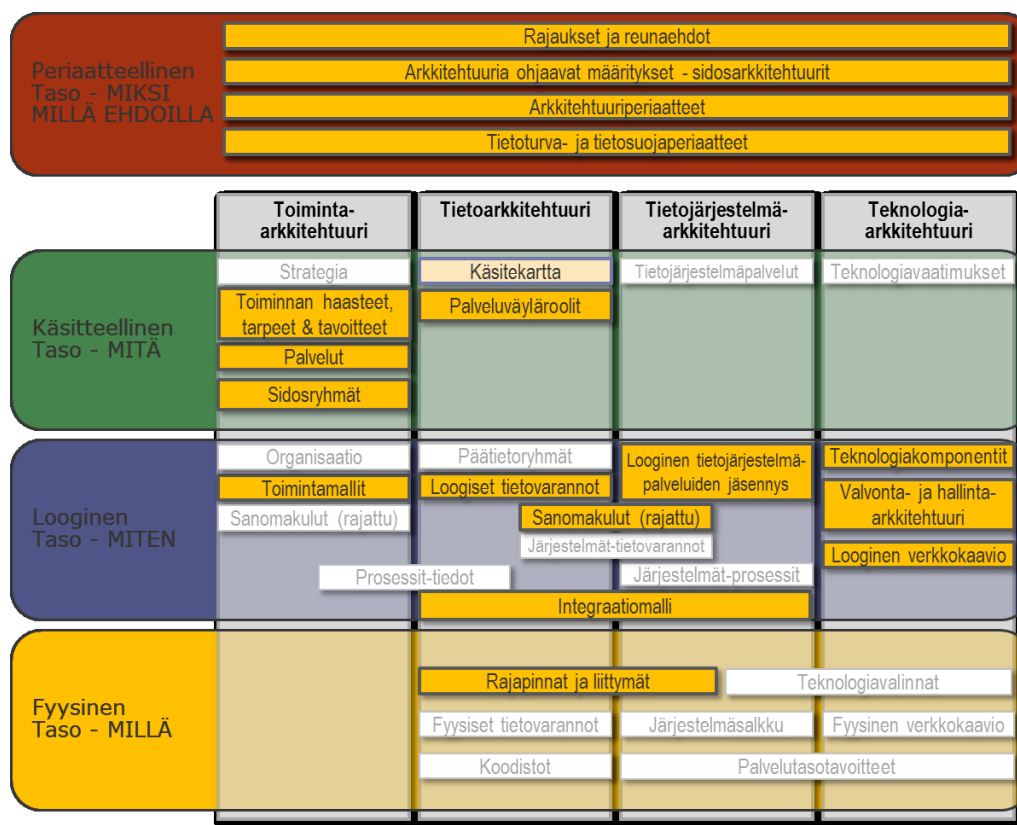 Periaatteellinen
Taso - MIKSI
MILLÄ EHDOILLA
Rajaukset ja reunaehdot
Arkkitehtuuria ohjaavat määritykset - sidosarkkitehtuurit
Arkkitehtuuriperiaatteet
Tietoturva- ja tietosuojaperiaatteet
Toiminta-
arkkitehtuuri
Tietoarkkitehtuuri
Tietojärjestelmä-
arkkitehtuuri
Teknologia-
arkkitehtuuri
Käsitteellinen
Taso - MITÄ
Strategia
Käsitekartta
Tietojärjestelmäpalvelut
Teknologiavaatimukset
Toiminnan haasteet,
tarpeet & tavoitteet
Palveluväyläroolit
Palvelut
Sidosryhmät
Looginen
Taso - MITEN
Organisaatio
Päätietoryhmät
Looginen tietojärjestelmä-
palveluiden jäsennys
Teknologiakomponentit
Toimintamallit
Loogiset tietovarannot
Valvonta- ja hallinta-
arkkitehtuuri
Sanomakulut (rajattu)
Sanomakulut (rajattu)
Järjestelmät-tietovarannot
Looginen verkkokaavio
Prosessit-tiedot
Järjestelmät-prosessit
Integraatiomalli
Fyysinen
Taso - MILLÄ
Rajapinnat ja liittymät
Teknologiavalinnat
Fyysiset tietovarannot
Järjestelmäsalkku
Fyysinen verkkokaavio
Koodistot
Palvelutasotavoitteet